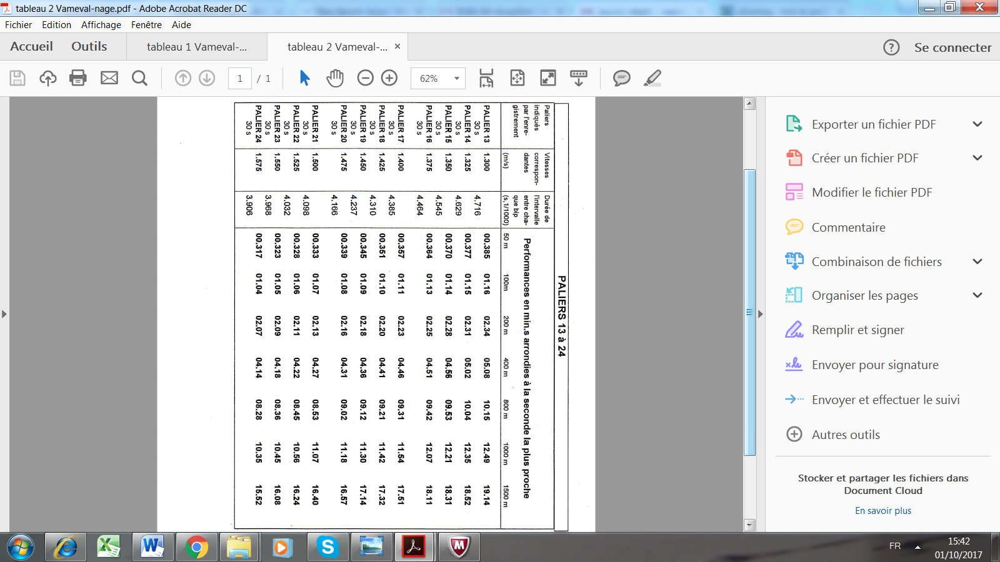 tableau 2 Vameval-nage.pdf - Adobe Acrobat Reader DC
Fichier Edition Affichage Fenêtre Aide
Accueil Outils tableau 1 Vameval-... tableau 2 Vameval-... × ? Se connecter
1 / 1 62%
PALIERS 13 à 24
Paliers indiqués par l'enre- gistrement
Vitesses correspon- dantes (m/s)
Durée de l'intervalle entre cha- que bip (s,1/1000)
Performances en min.s arrondies à la seconde la plus proche
50 m 100m 200 m 400 m 800 m 1000 m 1500 m
PALIER 13 1.300 4.716 00.385 01.16 02.34 05.08 10.15 12.49 19.14
30 s
PALIER 14 1.325 4.629 00.377 01.15 02.31 05.02 10.04 12.35 18.52
30 s
PALIER 15 1.350 4.545 00.370 01.14 02.28 04.56 09.53 12.21 18.31
30 s
PALIER 16 1.375 4.464 00.364 01.13 02.25 04.51 09.42 12.07 18.11
30 s
PALIER 17 1.400 4.385 00.357 01.11 02.23 04.46 09.31 11.54 17.51
30 s
PALIER 18 1.425 4.310 00.351 01.10 02.20 04.41 09.21 11.42 17.32
30 s
PALIER 19 1.450 4.237 00.345 01.09 02.18 04.36 09.12 11.30 17.14
30 s
PALIER 20 1.475 4.166 00.339 01.08 02.16 04.31 09.02 11.18 16.57
30 s
PALIER 21 1.500 4.098 00.333 01.07 02.13 04.27 08.53 11.07 16.40
30 s
PALIER 22 1.525 4.032 00.328 01.06 02.11 04.22 08.45 10.56 16.24
30 s
PALIER 23 1.550 3.968 00.323 01.05 02.09 04.18 08.36 10.45 16.08
30 s
PALIER 24 1.575 3.906 00.317 01.04 02.07 04.14 08.28 10.35 15.52
30 s
Exporter un fichier PDF
Créer un fichier PDF
Modifier le fichier PDF
Commentaire
Combinaison de fichiers
Organiser les pages
Remplir et signer
Envoyer pour signature
Envoyer et effectuer le suivi
Autres outils
Stocker et partager les fichiers dans
Document Cloud
En savoir plus
FR 15:42
01/10/2017